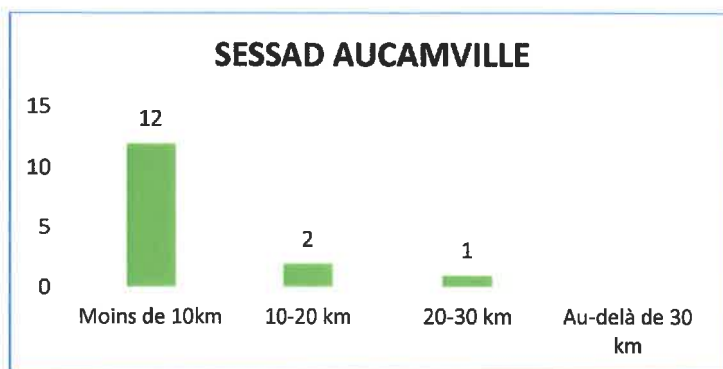 SESSAD AUCAMVILLE
15
12
10
5
2
1
0
Moins de 10km
10-20 km
20-30 km
Au-delà de 30
km